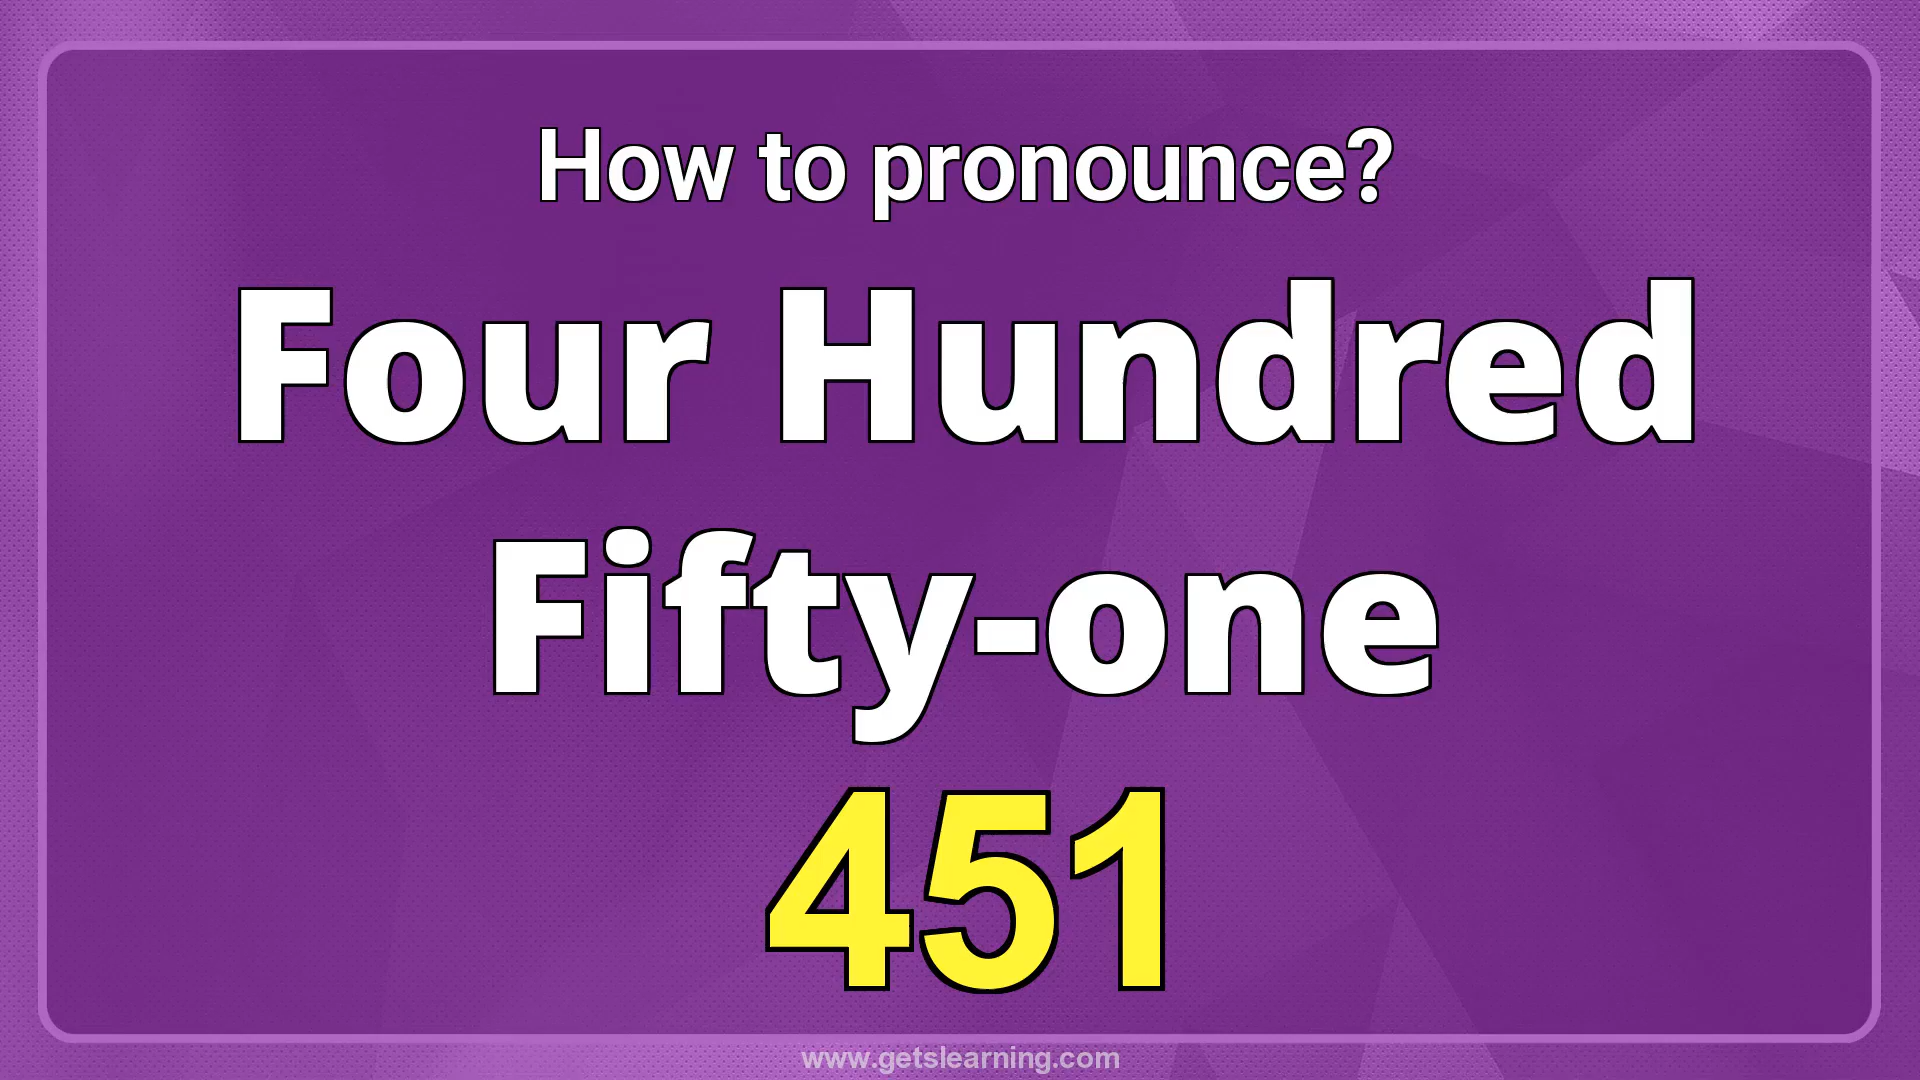 How to pronounce?
Four Hundred
Fifty-one
451
www.getslearning.com